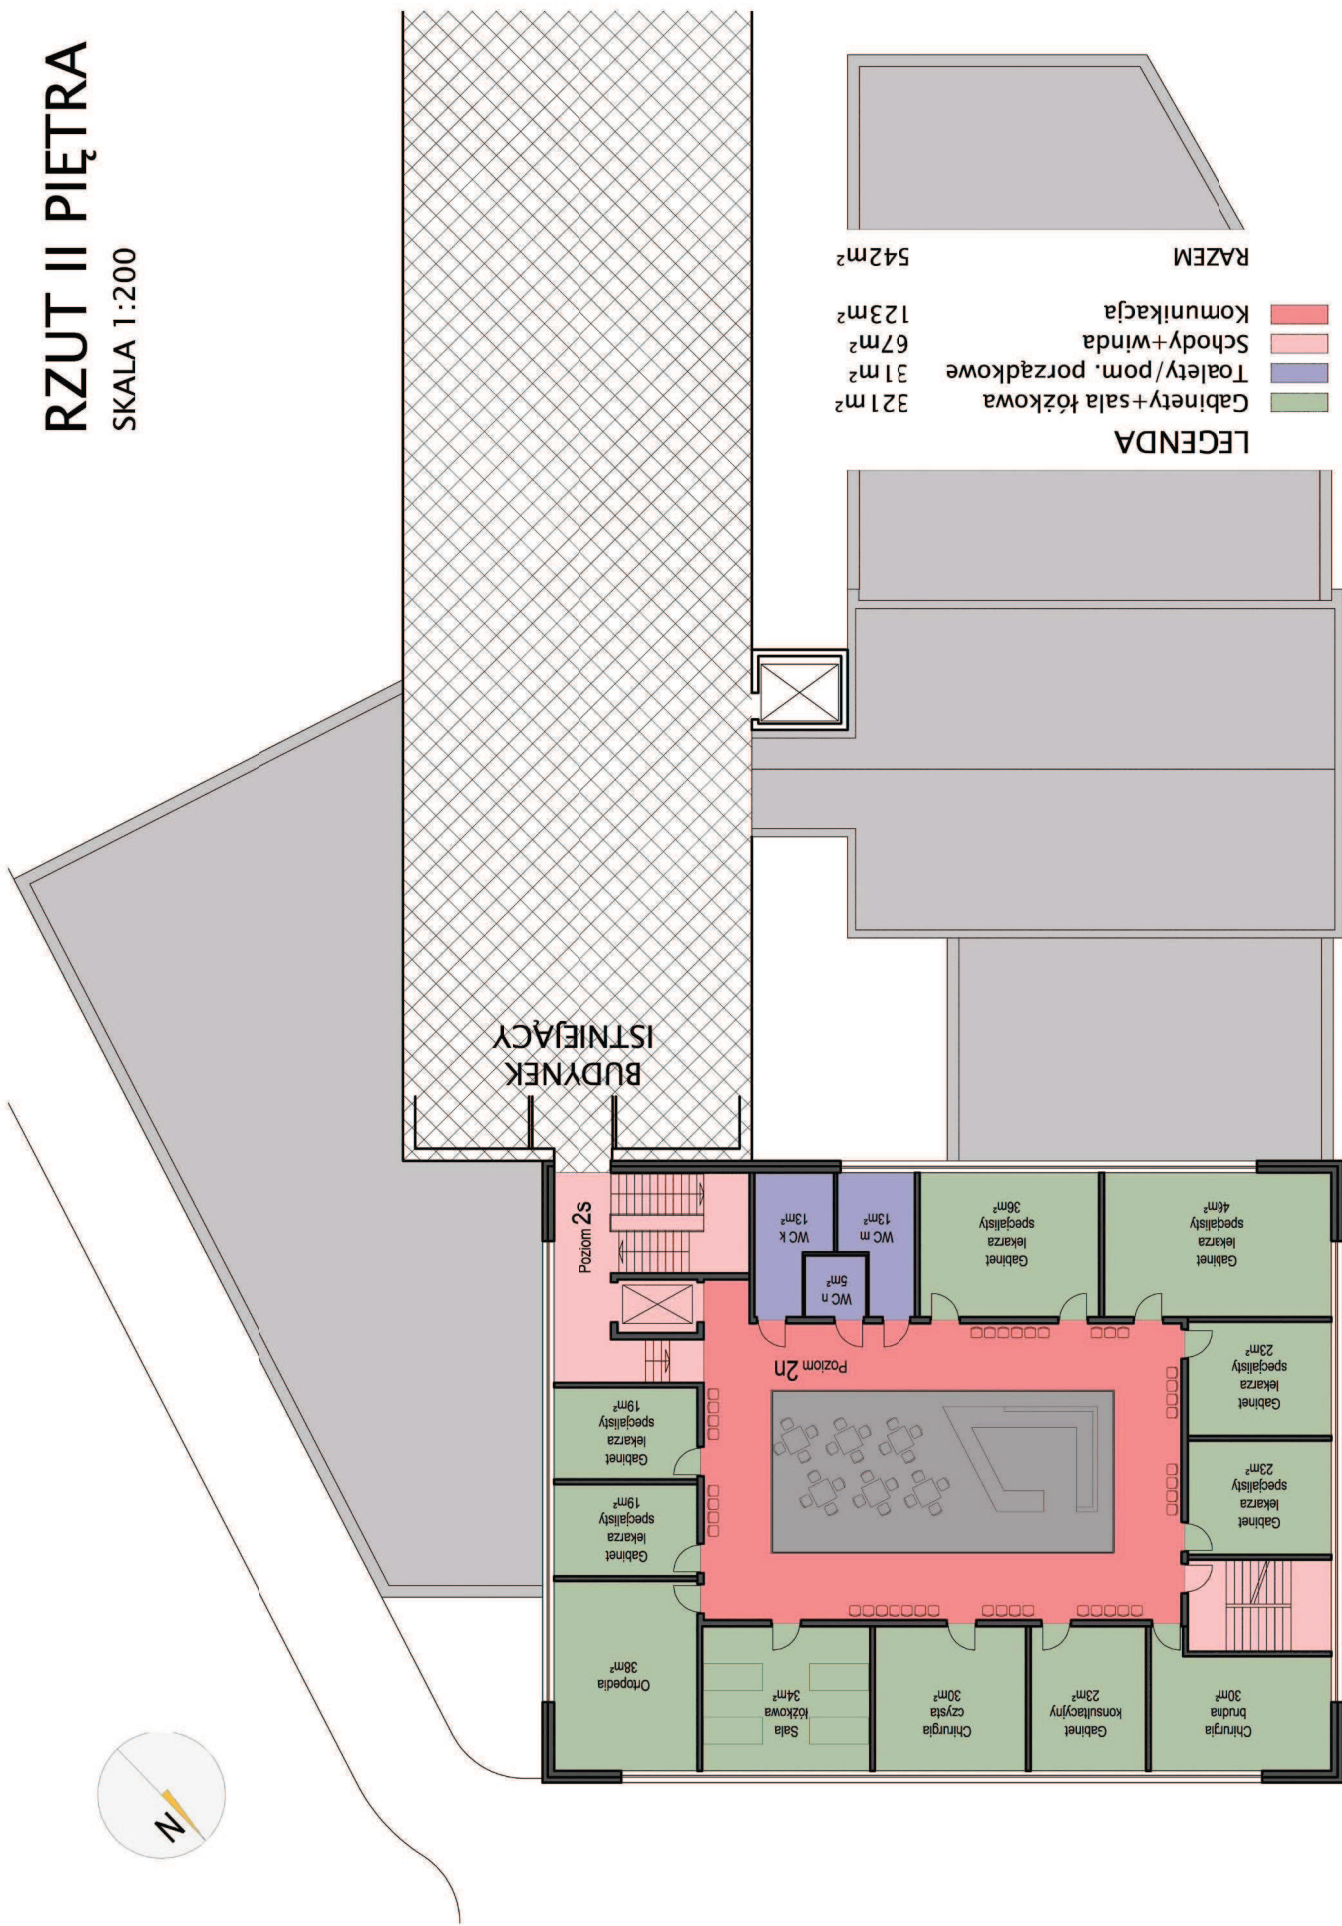 RZUT II PIĘTRA
SKALA 1:200
LEGENDA
Gabinety+sala łóżkowa 321m²
Toalety/pom. porządkowe 31m²
Schody+winda 67m²
Komunikacja 123m²
RAZEM 542m²
BUDYNEK
ISTNIEJĄCY
Chirurgia
brudna
30m²
Gabinet
konsultacyjny
23m²
Chirurgia
czysta
30m²
Sala
łóżkowa
34m²
Ortopedia
38m²
Gabinet
lekarza
specjalisty
23m²
Gabinet
lekarza
specjalisty
19m²
Gabinet
lekarza
specjalisty
23m²
Gabinet
lekarza
specjalisty
19m²
Poziom 2n
Gabinet
lekarza
specjalisty
Gabinet
lekarza
specjalisty
36m²
WC m
13m²
WC n
5m²
WC k
13m²
Poziom 2s
N